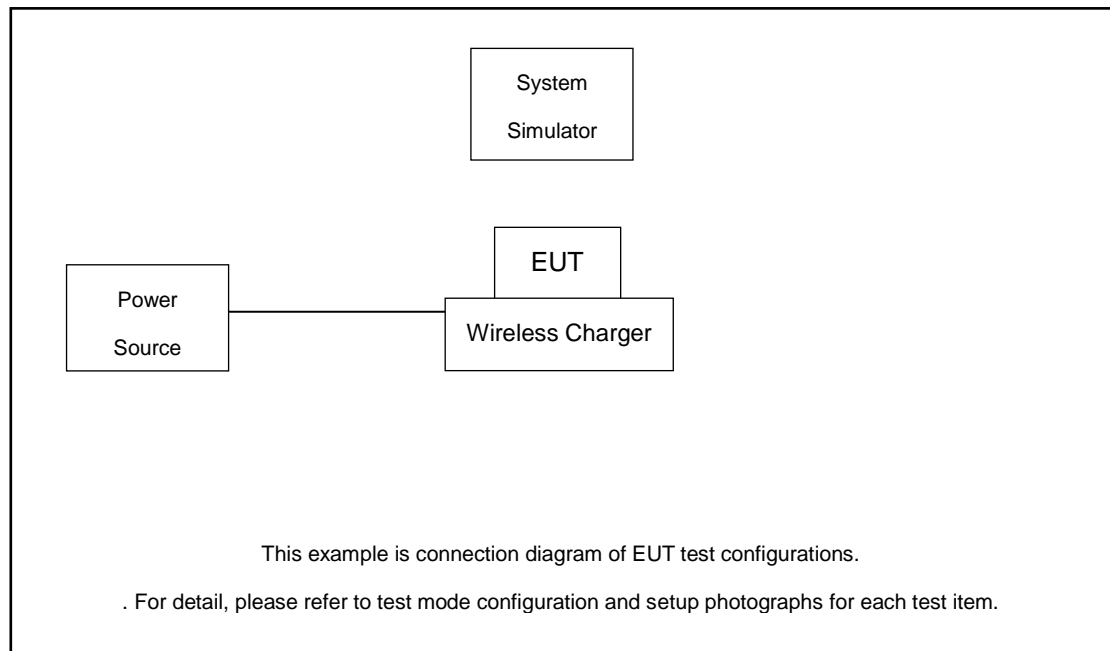 System
Simulator
EUT
Power
Source
Wireless Charger
This example is connection diagram of EUT test configurations.
. For detail, please refer to test mode configuration and setup photographs for each test item.